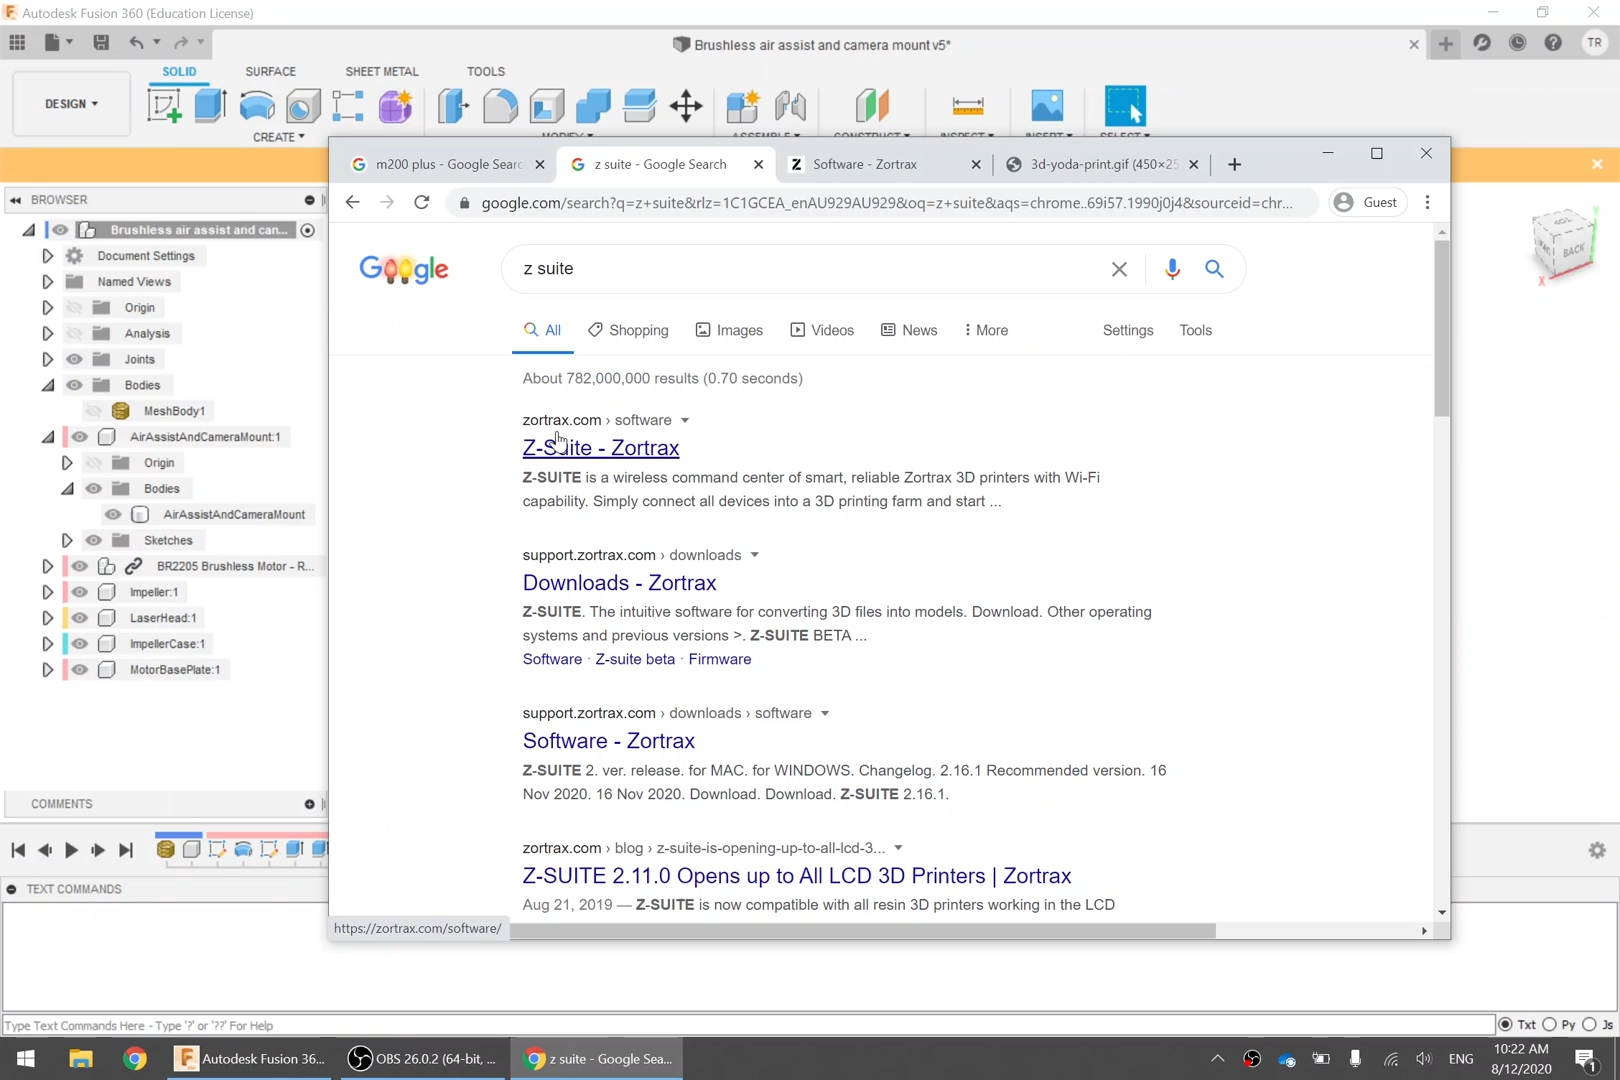 Autodesk Fusion 360 (Education License)
Brushless air assist and camera mount v5*
TR
SOLID
SURFACE
SHEET METAL
TOOLS
DESIGN
CREATE
m200 plus - Google Searc
z suite - Google Search
Software - Zortrax
3d-yoda-print.gif (450×25
google.com/search?q=z+suite&rlz=1C1GCEA_enAU929AU929&oq=z+suite&aqs=chrome..69i57.1990j0j4&sourceid=chr...
Guest
BROWSER
Brushless air assist and can...
Document Settings
Named Views
Origin
Analysis
Joints
Bodies
MeshBody1
AirAssistAndCameraMount:1
Origin
Bodies
AirAssistAndCameraMount
Sketches
BR2205 Brushless Motor - R...
Impeller:1
LaserHead:1
ImpellerCase:1
MotorBasePlate:1
BACK
X
Google
z suite
All
Shopping
Images
Videos
News
More
Settings
Tools
About 782,000,000 results (0.70 seconds)
zortrax.com › software
Z-Suite - Zortrax
Z-SUITE is a wireless command center of smart, reliable Zortrax 3D printers with Wi-Fi
capability. Simply connect all devices into a 3D printing farm and start ...
support.zortrax.com › downloads
Downloads - Zortrax
Z-SUITE. The intuitive software for converting 3D files into models. Download. Other operating
systems and previous versions >. Z-SUITE BETA ...
Software · Z-suite beta · Firmware
support.zortrax.com › downloads › software
Software - Zortrax
Z-SUITE 2. ver. release. for MAC. for WINDOWS. Changelog. 2.16.1 Recommended version. 16
Nov 2020. 16 Nov 2020. Download. Download. Z-SUITE 2.16.1.
zortrax.com › blog › z-suite-is-opening-up-to-all-lcd-3...
Z-SUITE 2.11.0 Opens up to All LCD 3D Printers | Zortrax
Aug 21, 2019 — Z-SUITE is now compatible with all resin 3D printers working in the LCD
https://zortrax.com/software/
COMMENTS
TEXT COMMANDS
Type Text Commands Here - Type '?' or '??' For Help
Txt
Py
Js
Autodesk Fusion 36...
OBS 26.0.2 (64-bit, ...
z suite - Google Sea...
ENG
10:22 AM
8/12/2020
1